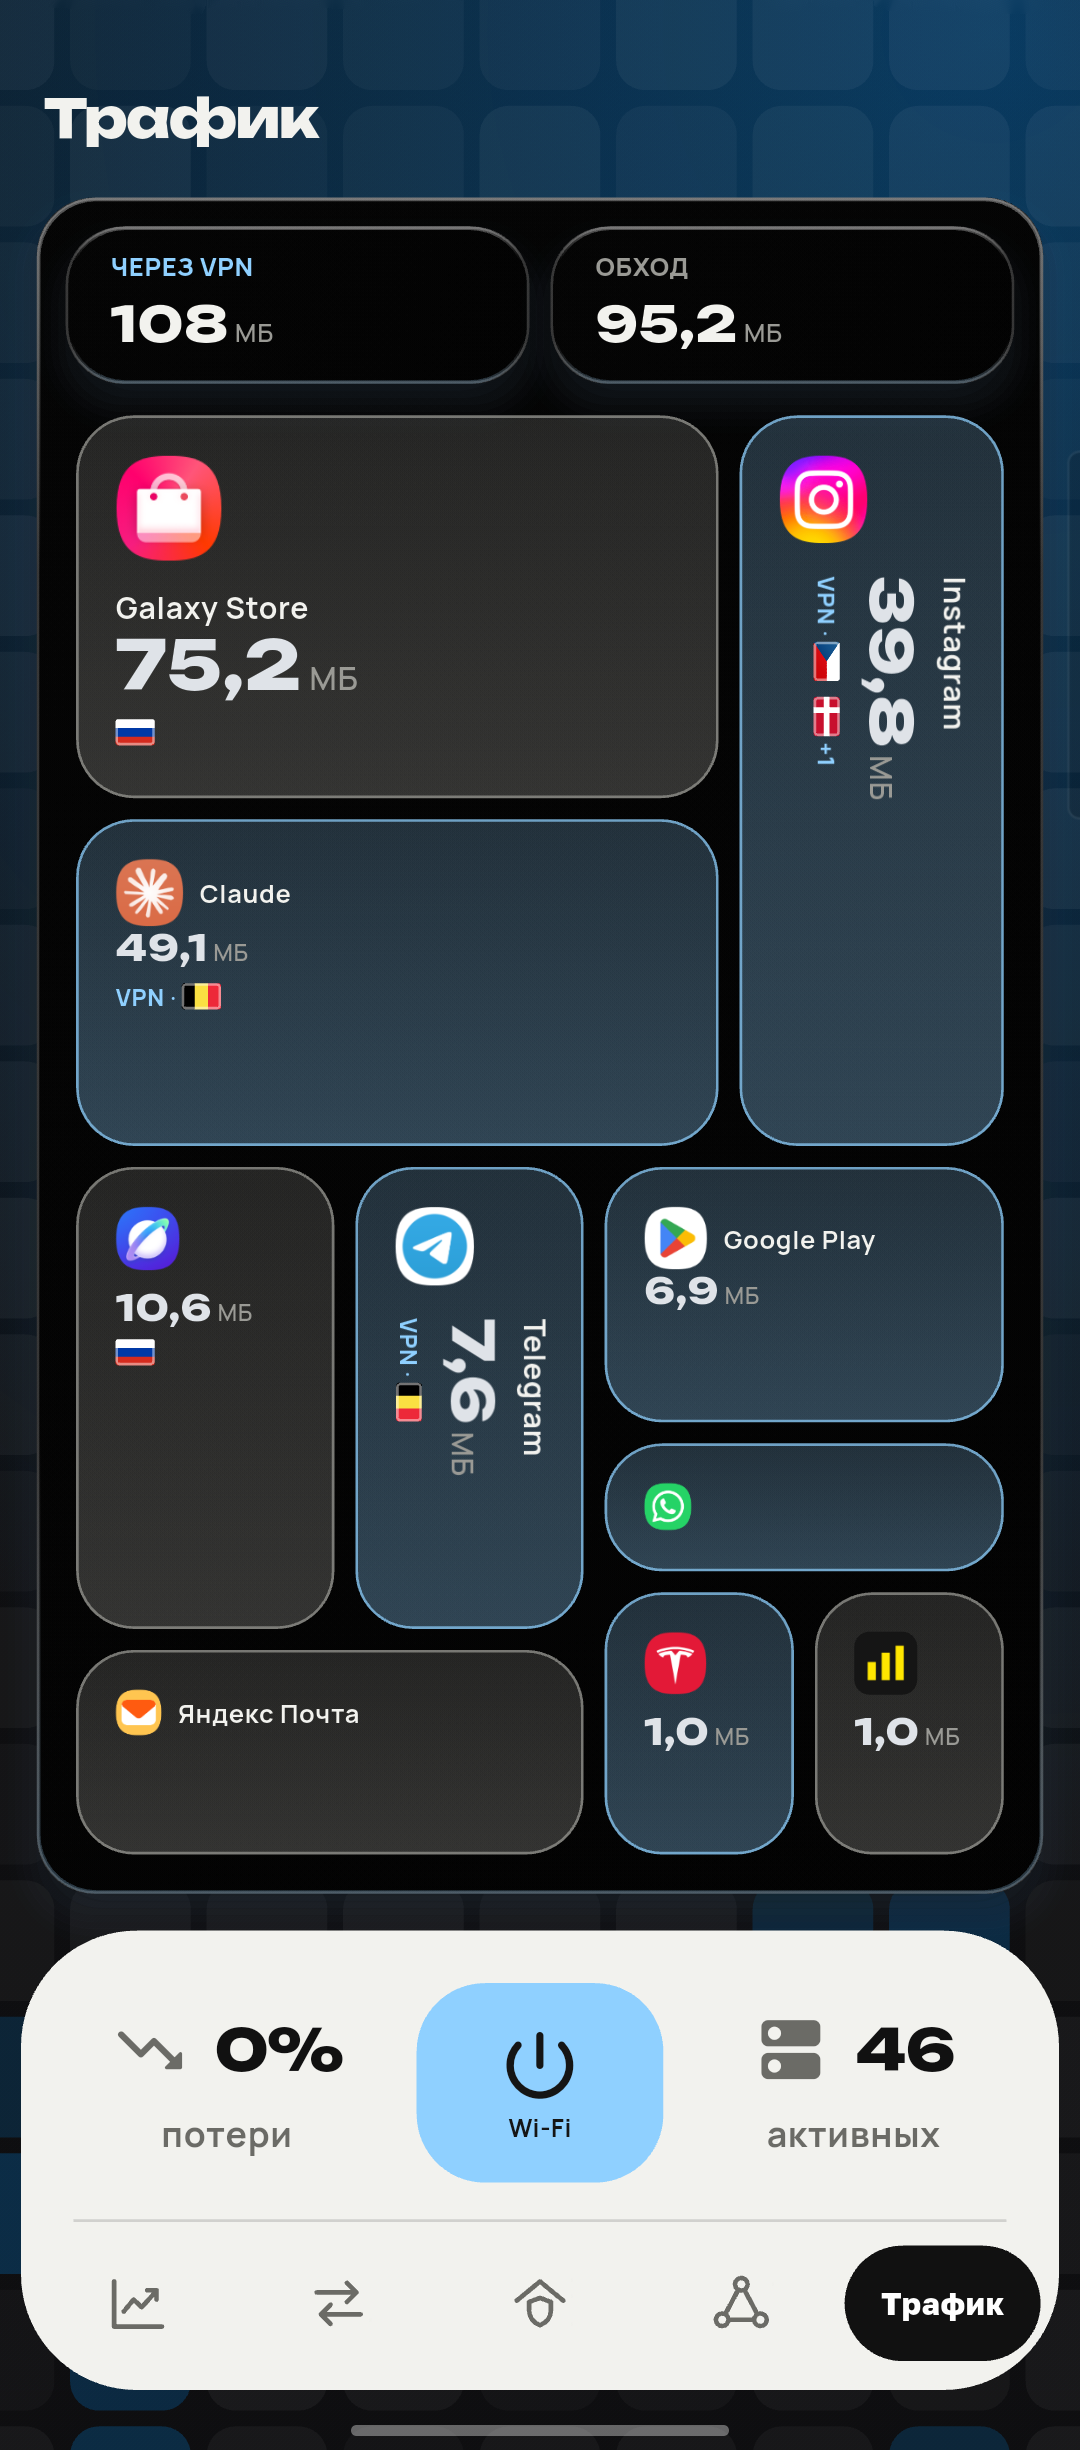 Трафик
ЧЕРЕЗ VPN
108 МБ
ОБХОД
95,2 МБ
Galaxy Store
75,2 МБ
Instagram
39,8 МБ
VPN · +1
Claude
49,1 МБ
VPN ·
10,6 МБ
Telegram
7,6 МБ
VPN ·
Google Play
6,9 МБ
Яндекс Почта
1,0 МБ
1,0 МБ
0%
потери
Wi-Fi
46
активных
Трафик